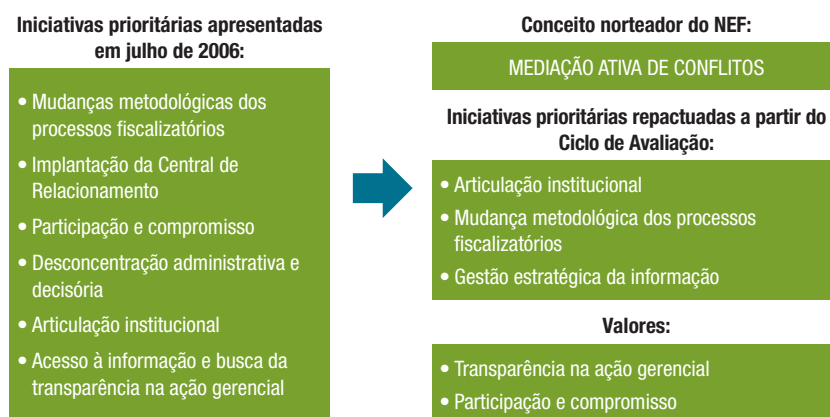 Iniciativas prioritárias apresentadas
em julho de 2006:
• Mudanças metodológicas dos
processos fiscalizatórios
• Implantação da Central de
Relacionamento
• Participação e compromisso
• Desconcentração administrativa e
decisória
• Articulação institucional
• Acesso à informação e busca da
transparência na ação gerencial
Conceito norteador do NEF:
MEDIAÇÃO ATIVA DE CONFLITOS
Iniciativas prioritárias repactuadas a partir do
Ciclo de Avaliação:
• Articulação institucional
• Mudança metodológica dos processos
fiscalizatórios
• Gestão estratégica da informação
Valores:
• Transparência na ação gerencial
• Participação e compromisso